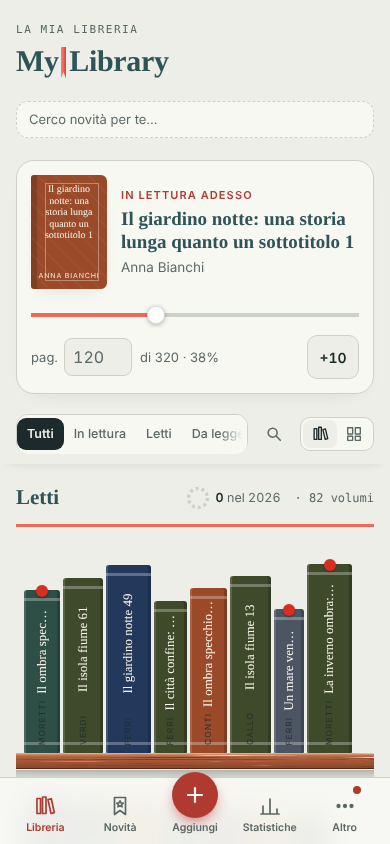 LA MIA LIBRERIA
My Library
Cerco novità per te…
Il giardino
notte: una
storia lunga
quanto un
sottotitolo 1
ANNA BIANCHI
IN LETTURA ADESSO
Il giardino notte: una storia
lunga quanto un sottotitolo 1
Anna Bianchi
pag. 120 di 320 · 38% +10
Tutti In lettura Letti Da legge
Letti 0 nel 2026 · 82 volumi
Il ombra spec…
MORETTI
Il isola fiume 61
VERDI
Il giardino notte 49
FERRI
Il città confine: …
FERRI
Il ombra specchio…
CONTI
Il isola fiume 13
GALLO
Un mare ven…
FERRI
La inverno ombra:…
MORETTI
Libreria Novità Aggiungi Statistiche Altro